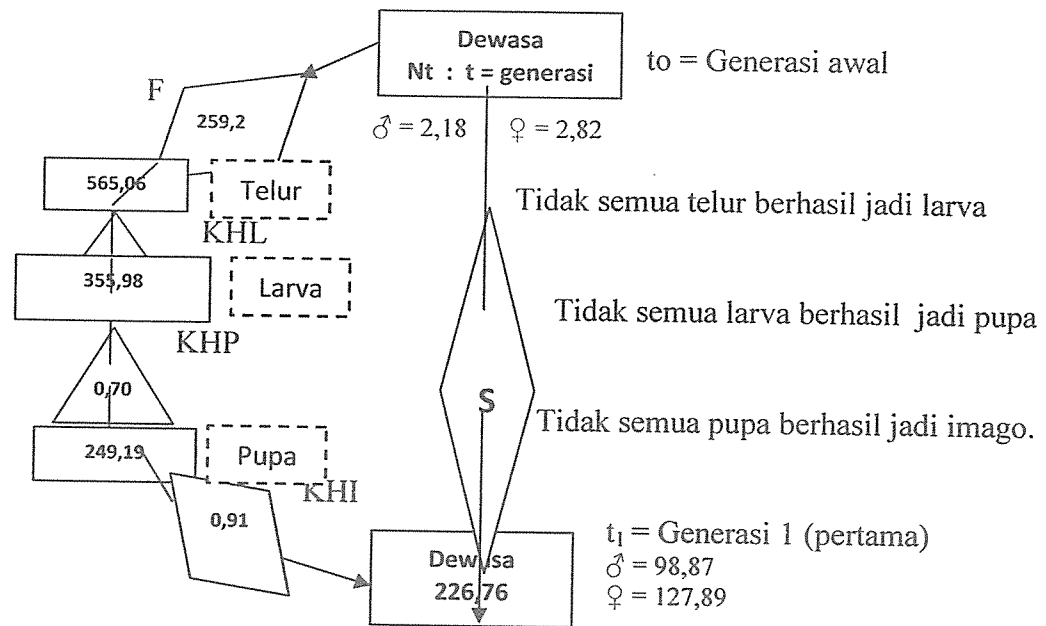 Dewasa
Nt : t = generasi
to = Generasi awal
F
259,2
♂ = 2,18 ♀ = 2,82
565,06
Telur
Tidak semua telur berhasil jadi larva
KHL
355,98
Larva
Tidak semua larva berhasil jadi pupa
KHP
0,70
S
Tidak semua pupa berhasil jadi imago.
249,19
Pupa
KHI
0,91
t1 = Generasi 1 (pertama)
Dewasa
226,76
♂ = 98,87
♀ = 127,89